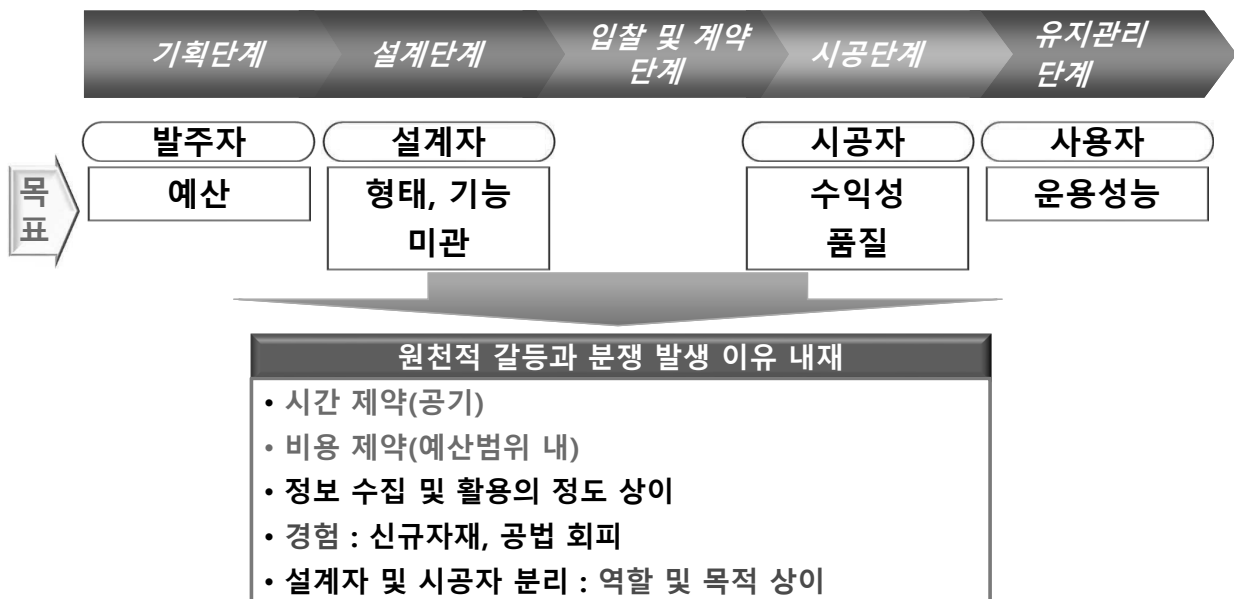 기획단계
설계단계
입찰 및 계약
단계
시공단계
유지관리
단계
목
표
발주자
예산
설계자
형태, 기능
미관
시공자
수익성
품질
사용자
운용성능
원천적 갈등과 분쟁 발생 이유 내재
• 시간 제약(공기)
• 비용 제약(예산범위 내)
• 정보 수집 및 활용의 정도 상이
• 경험 : 신규자재, 공법 회피
• 설계자 및 시공자 분리 : 역할 및 목적 상이